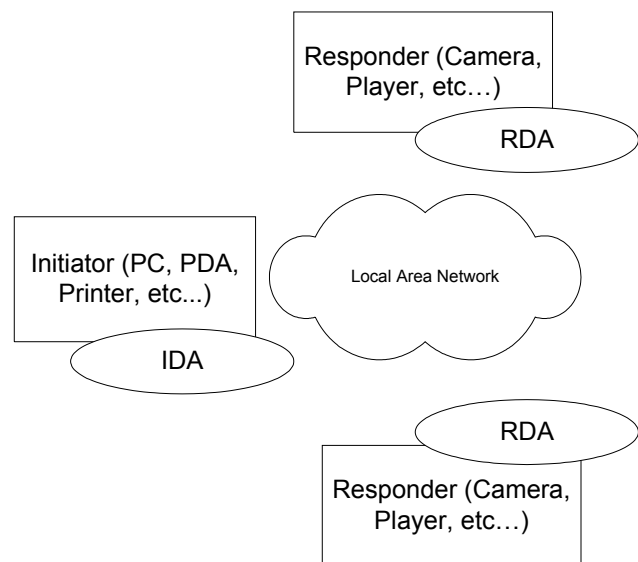 Responder (Camera,
Player, etc…)
RDA
Initiator (PC, PDA,
Printer, etc...)
IDA
Local Area Network
RDA
Responder (Camera,
Player, etc…)